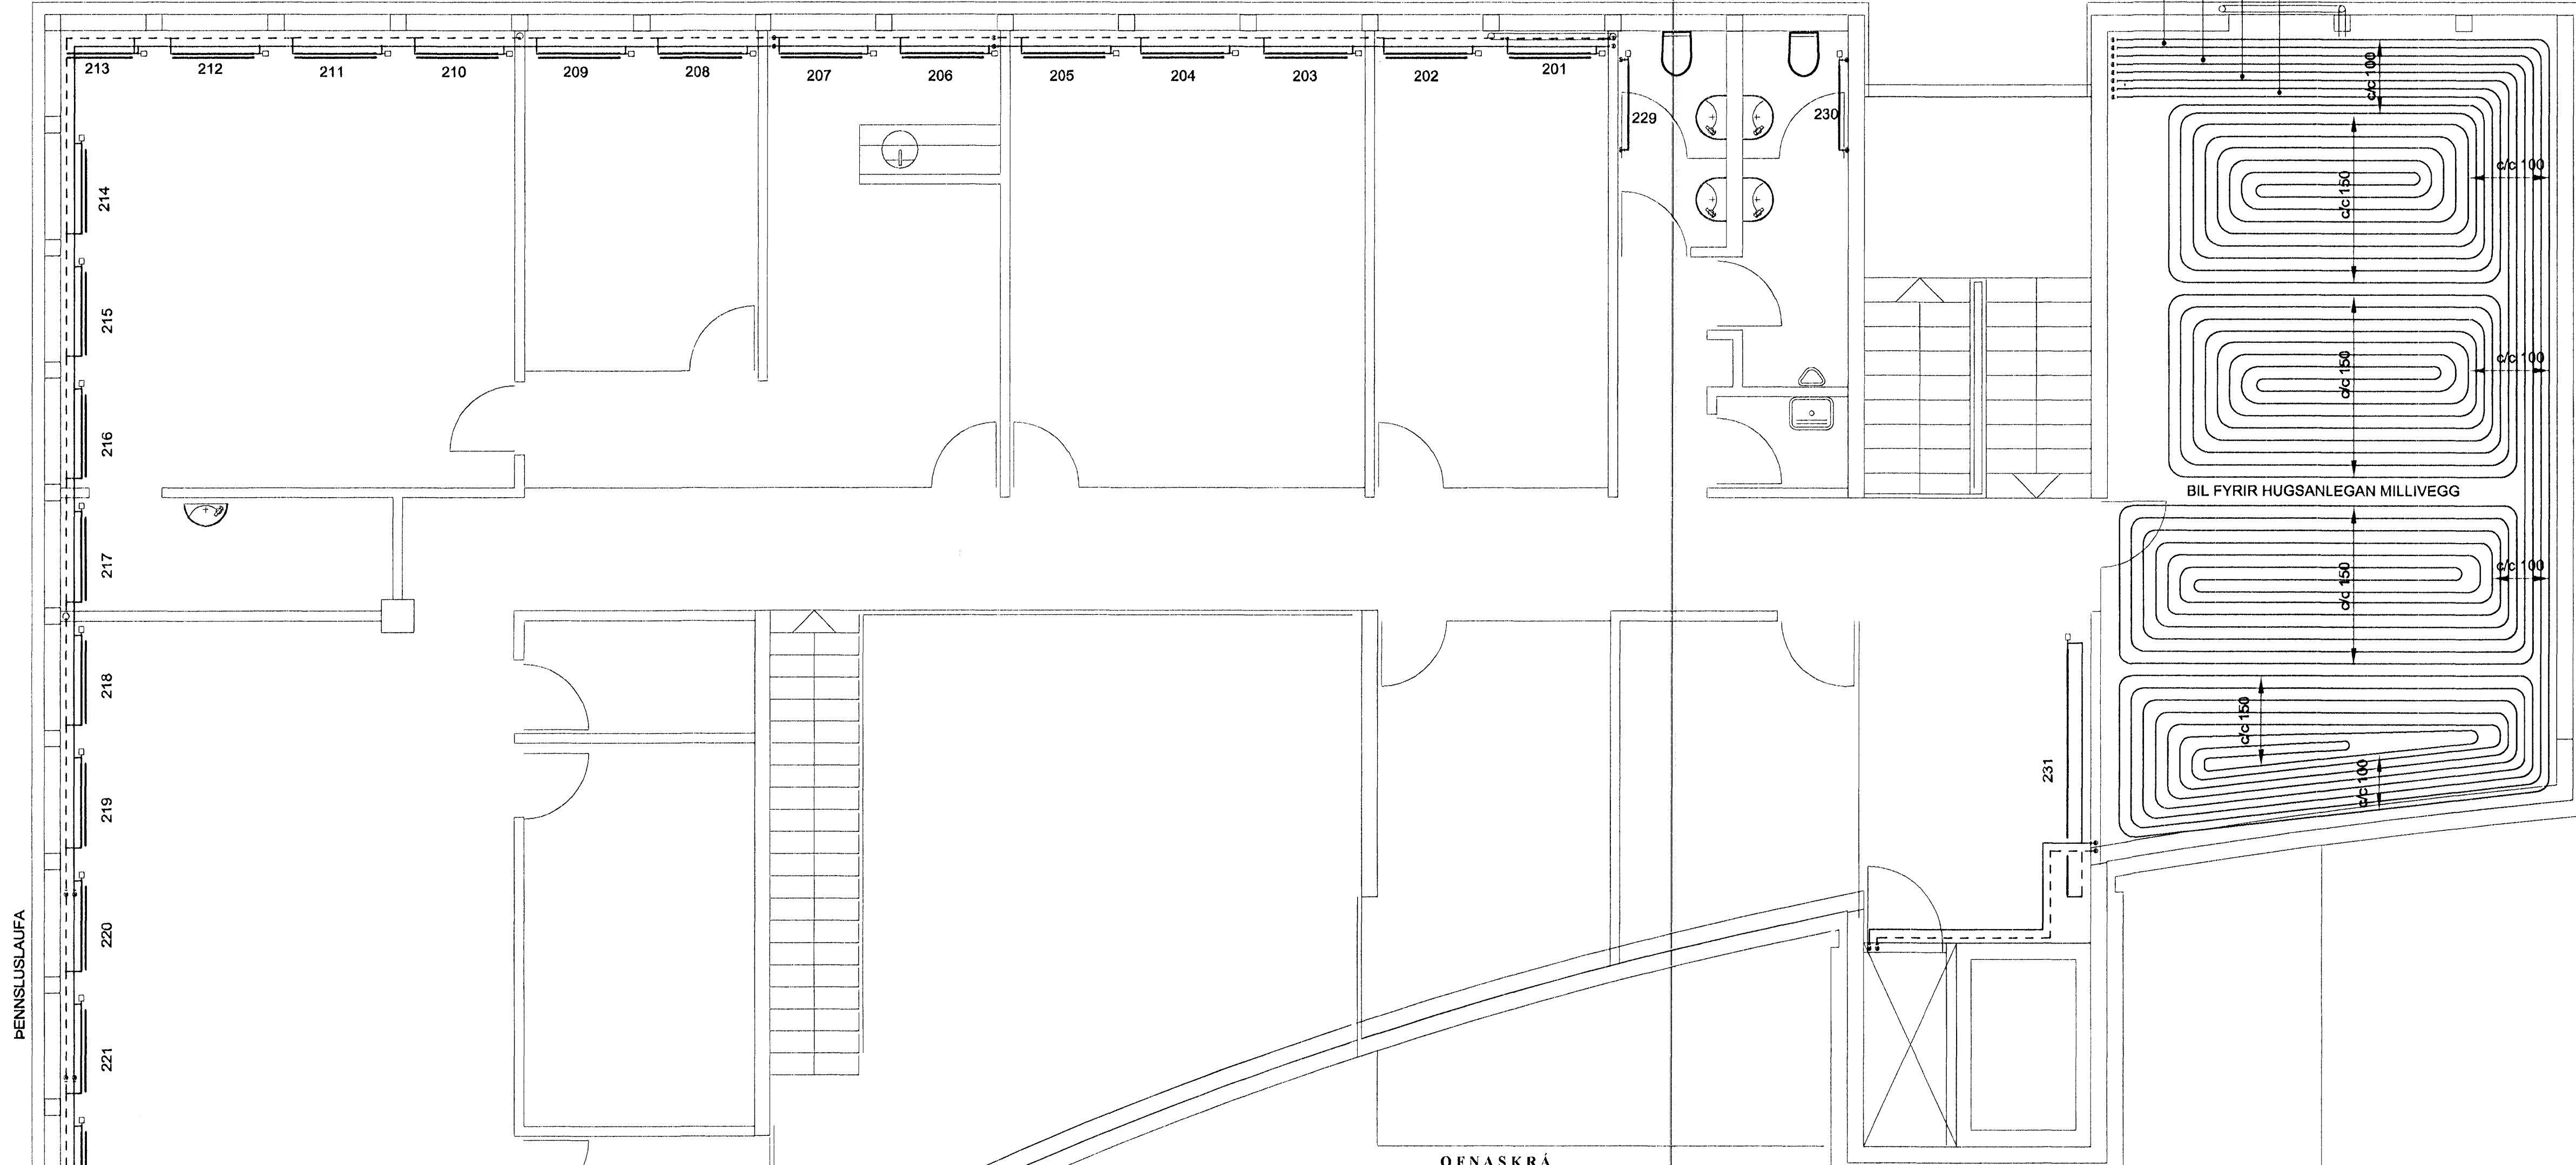 213
212
211
210
209
208
207
206
205
204
203
202
201
229
230
c/c 100
c/c 150
c/c 100
214
215
216
217
218
219
220
221
c/c 150
c/c 100
BIL FYRIR HUGSANLEGAN MILLIVEGG
c/c 150
c/c 100
c/c 150
c/c 100
231
ÞENNSLUSLAUFA
OFNASKRÁ